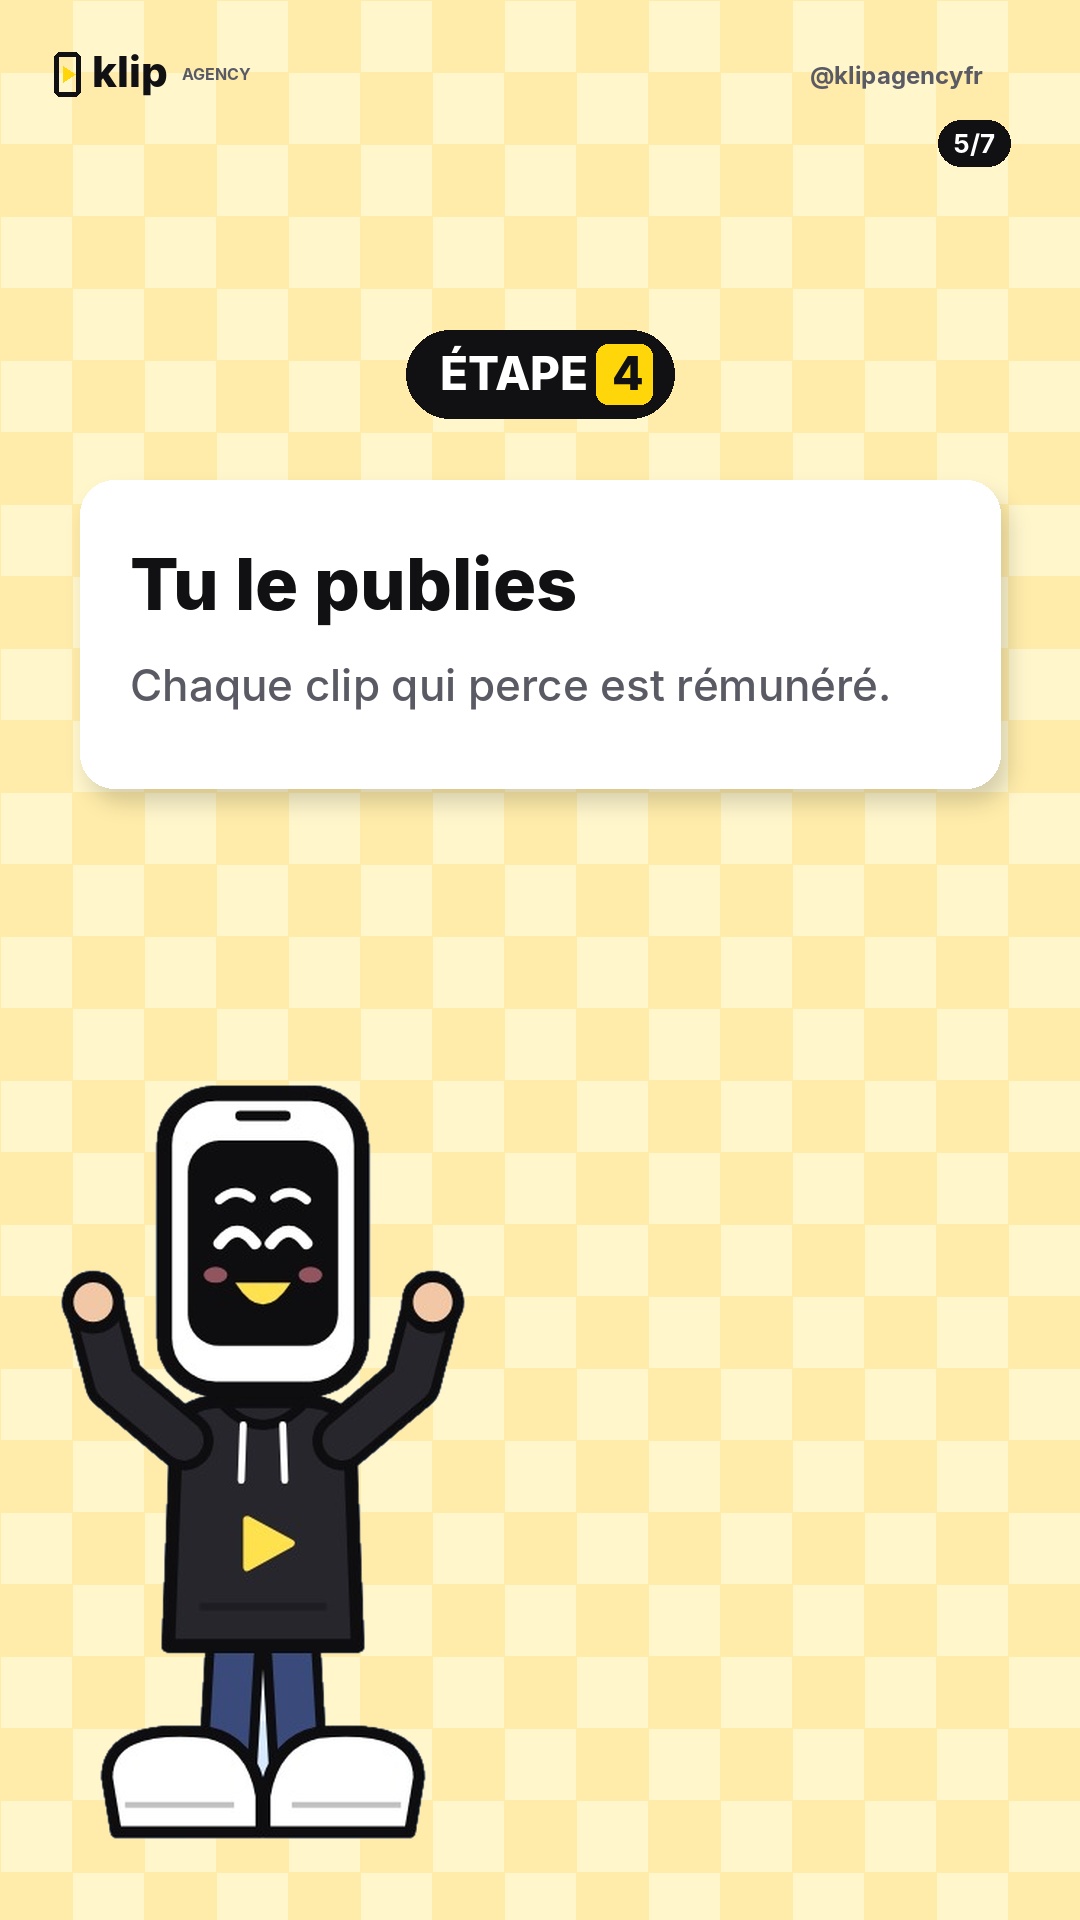 klip AGENCY
@klipagencyfr
5/7
ÉTAPE 4
Tu le publies
Chaque clip qui perce est rémunéré.